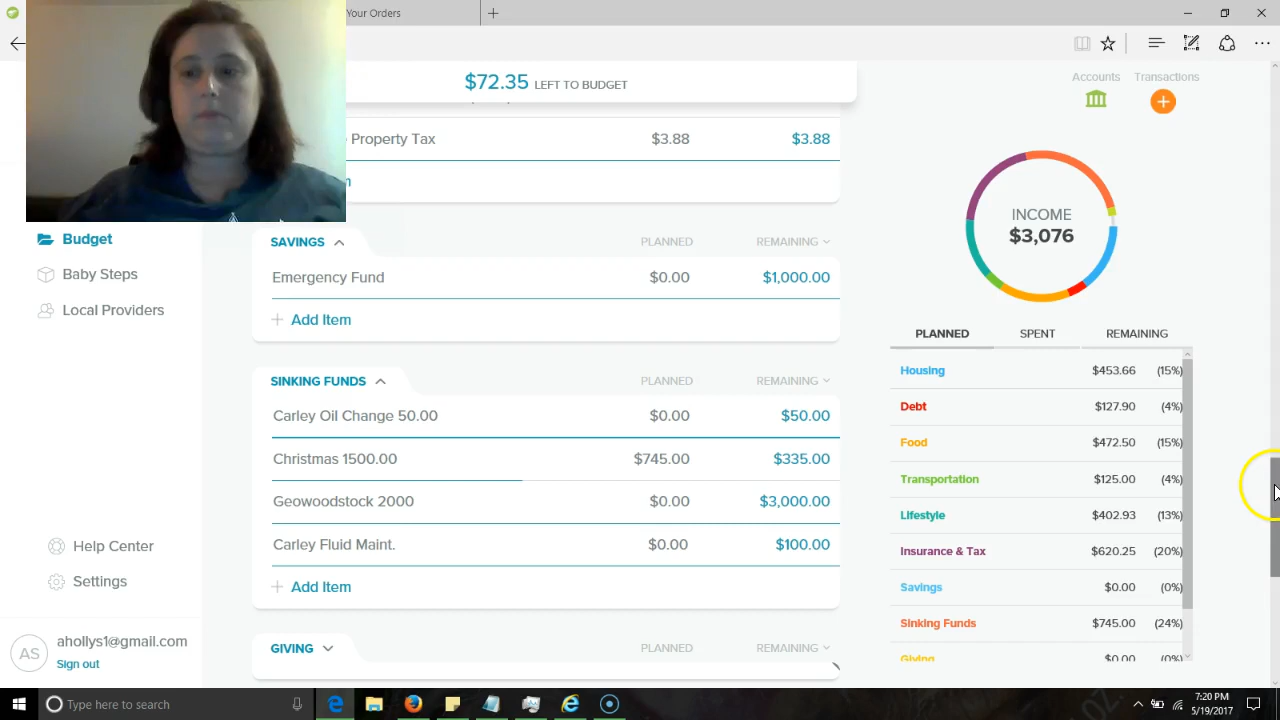 our Orders
$72.35 LEFT TO BUDGET
Accounts Transactions
Property Tax $3.88 $3.88
INCOME
$3,076
Budget
Baby Steps
Local Providers
SAVINGS PLANNED REMAINING
Emergency Fund $0.00 $1,000.00
+ Add Item
SINKING FUNDS PLANNED REMAINING
Carley Oil Change 50.00 $0.00 $50.00
Christmas 1500.00 $745.00 $335.00
Geowoodstock 2000 $0.00 $3,000.00
Carley Fluid Maint. $0.00 $100.00
+ Add Item
GIVING PLANNED REMAINING
PLANNED SPENT REMAINING
Housing $453.66 (15%)
Debt $127.90 (4%)
Food $472.50 (15%)
Transportation $125.00 (4%)
Lifestyle $402.93 (13%)
Insurance & Tax $620.25 (20%)
Savings $0.00 (0%)
Sinking Funds $745.00 (24%)
Giving $0.00 (0%)
Help Center
Settings
AS ahollys1@gmail.com
Sign out
Type here to search
7:20 PM
5/19/2017